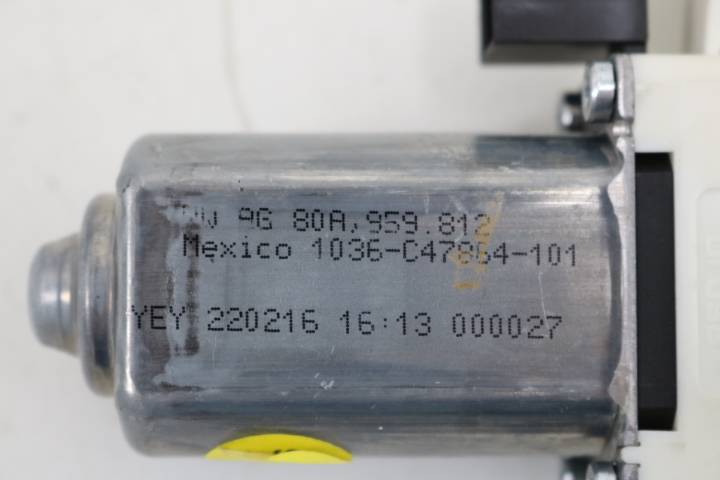 AG 80A.959.812
Mexico 1036-C47864-101
YEY 220216 16:13 000027